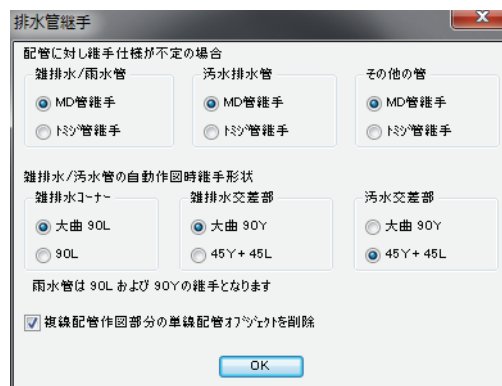 排水管継手
配管に対し継手仕様が不定の場合
雑排水/雨水管 汚水排水管 その他の管
MD管継手 MD管継手 MD管継手
ﾄﾐｼﾞ管継手 ﾄﾐｼﾞ管継手 ﾄﾐｼﾞ管継手
雑排水/汚水管の自動作図時継手形状
雑排水ｺｰﾅｰ 雑排水交差部 汚水交差部
大曲 90L 大曲 90Y 大曲 90Y
90L 45Y+ 45L 45Y+ 45L
雨水管は 90L および 90Yの継手となります
複線配管作図部分の単線配管ｵﾌﾞｼﾞｪｸﾄを削除
OK